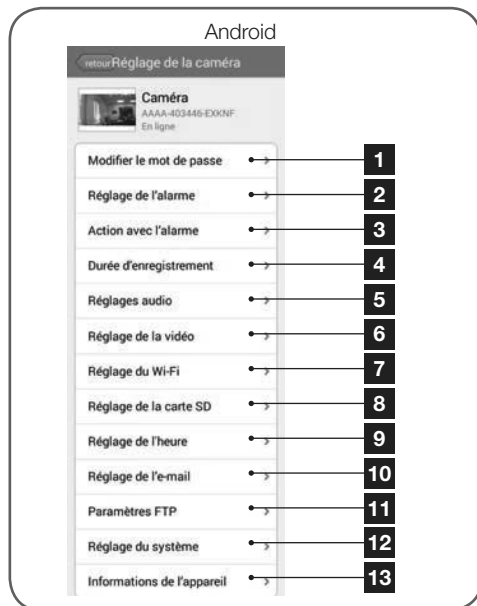 Android
retour Réglage de la caméra
Caméra
AAAA-403446-EXKNF
En ligne
Modifier le mot de passe 1
Réglage de l'alarme 2
Action avec l'alarme 3
Durée d'enregistrement 4
Réglages audio 5
Réglage de la vidéo 6
Réglage du Wi-Fi 7
Réglage de la carte SD 8
Réglage de l'heure 9
Réglage de l'e-mail 10
Paramètres FTP 11
Réglage du système 12
Informations de l'appareil 13